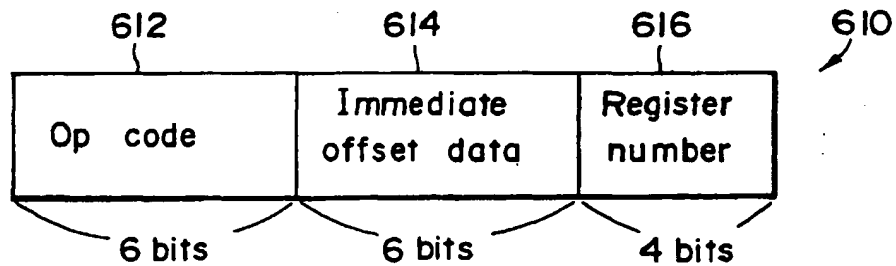 612 614 616 610
Op code
Immediate offset data
Register number
6 bits 6 bits 4 bits